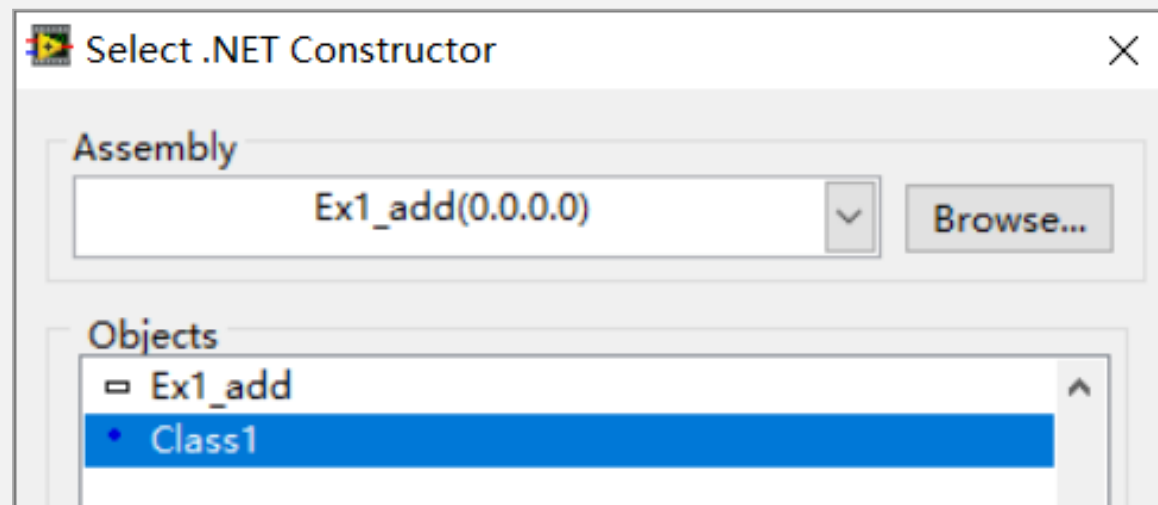 Select .NET Constructor
Assembly
Ex1_add(0.0.0.0)
Browse...
Objects
Ex1_add
Class1